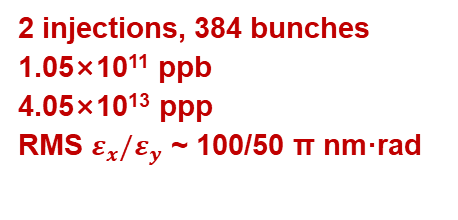 2 injections, 384 bunches
1.05×10¹¹ ppb
4.05×10¹³ ppp
RMS εₓ/εᵧ ~ 100/50 π nm·rad